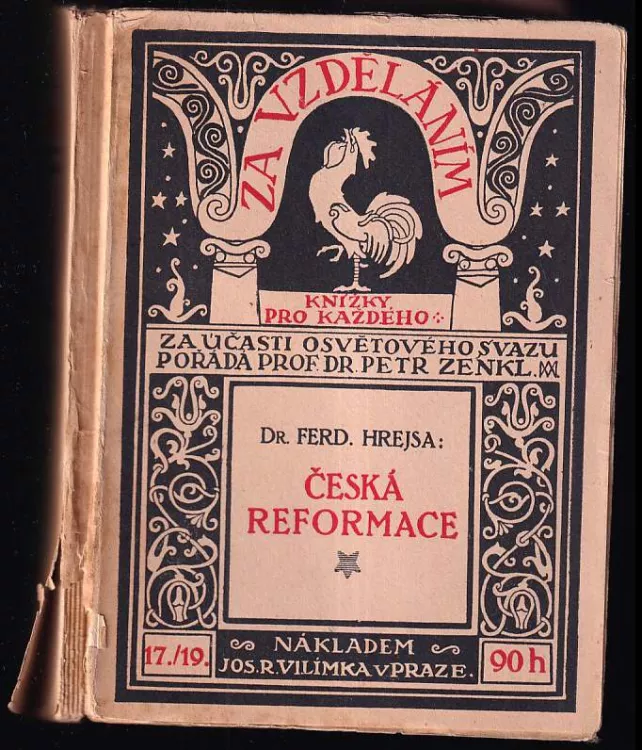 ZA VZDĚLÁNÍM
KNÍŽKY
PRO KAŽDÉHO
ZA ÚČASTI OSVĚTOVÉHO SVAZU
POŘÁDÁ PROF. DR. PETR ZENKL.
DR. FERD. HREJSA:
ČESKÁ
REFORMACE
17./19.
NÁKLADEM
JOS. R. VILÍMKA V PRAZE.
90 h